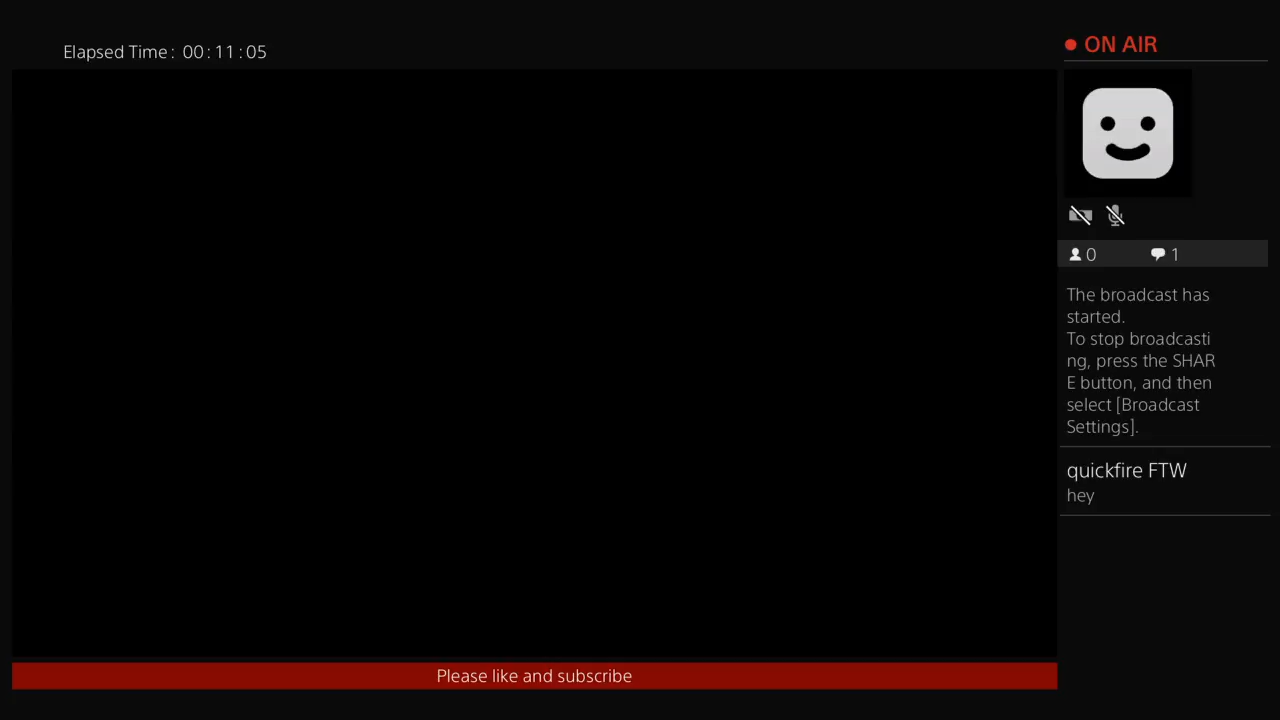 Elapsed Time: 00:11:05
ON AIR
0 1
The broadcast has
started.
To stop broadcasti
ng, press the SHAR
E button, and then
select [Broadcast
Settings].
quickfire FTW
hey
Please like and subscribe